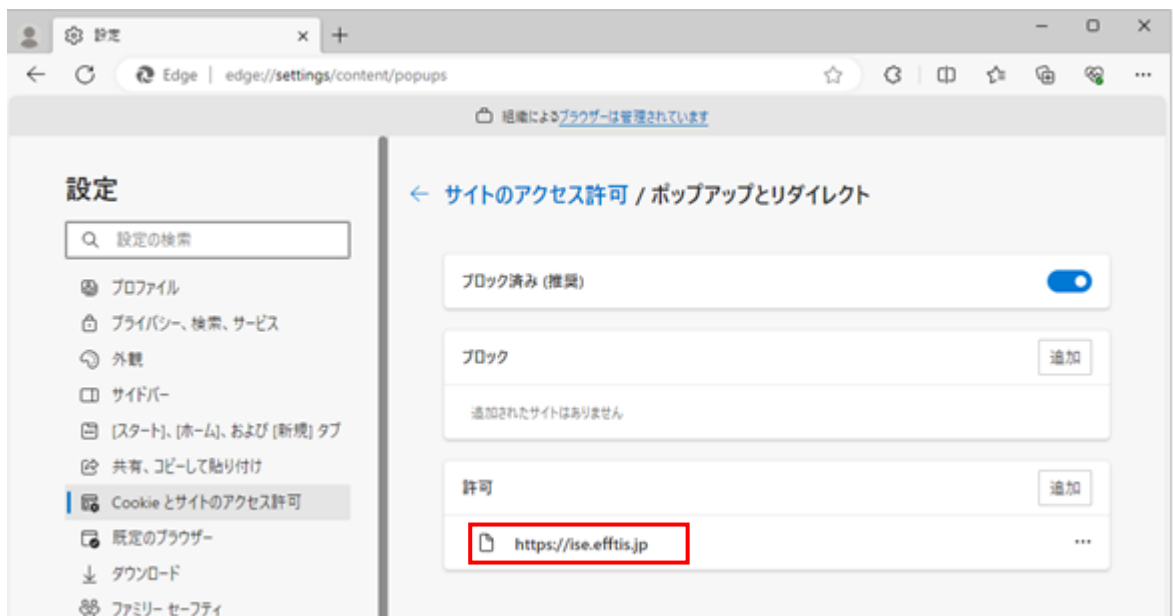 設定
Edge | edge://settings/content/popups
組織によるブラウザーは管理されています
設定
設定の検索
プロファイル
プライバシー、検索、サービス
外観
サイドバー
[スタート]、[ホーム]、および [新規] タブ
共有、コピーして貼り付け
Cookie とサイトのアクセス許可
既定のブラウザー
ダウンロード
ファミリー セーフティ
サイトのアクセス許可 / ポップアップとリダイレクト
ブロック済み (推奨)
ブロック
追加
追加されたサイトはありません
許可
追加
https://ise.efftis.jp